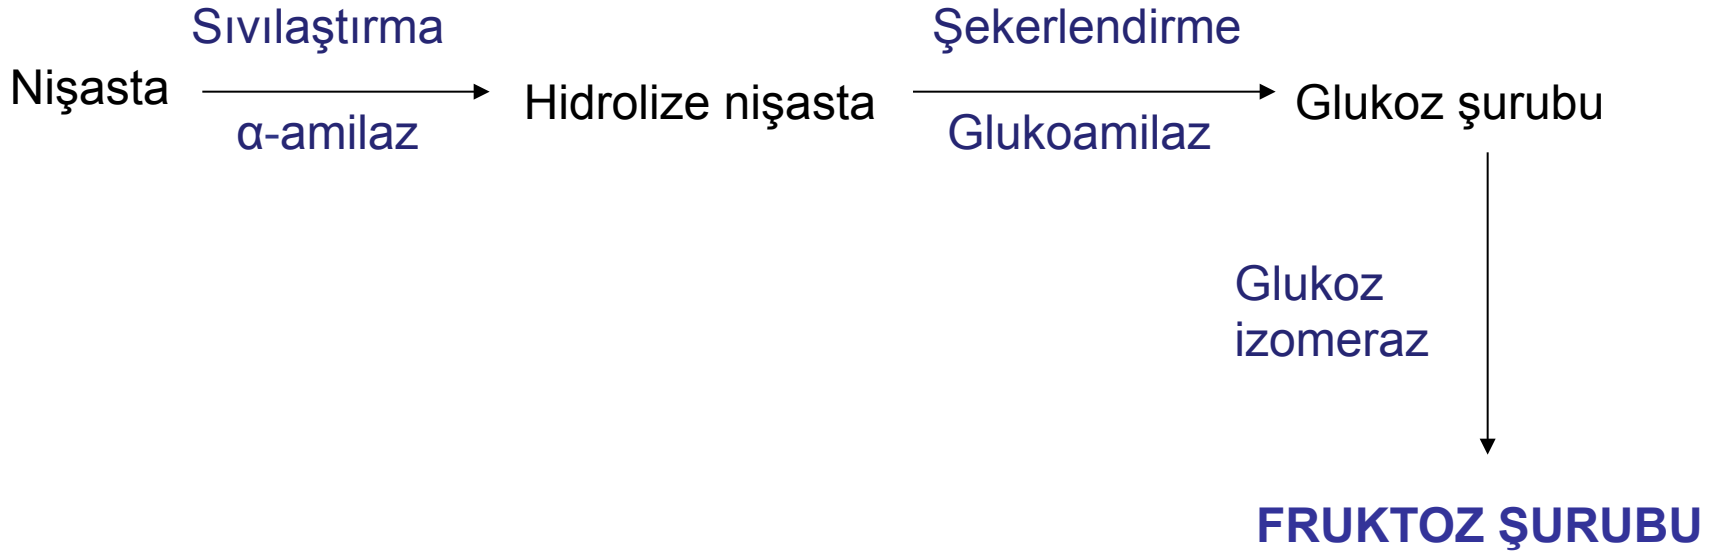 Sıvılaştırma
Şekerlendirme
Nişasta
Hidrolize nişasta
Glukoz şurubu
α-amilaz
Glukoamilaz
Glukoz
izomeraz
FRUKTOZ ŞURUBU